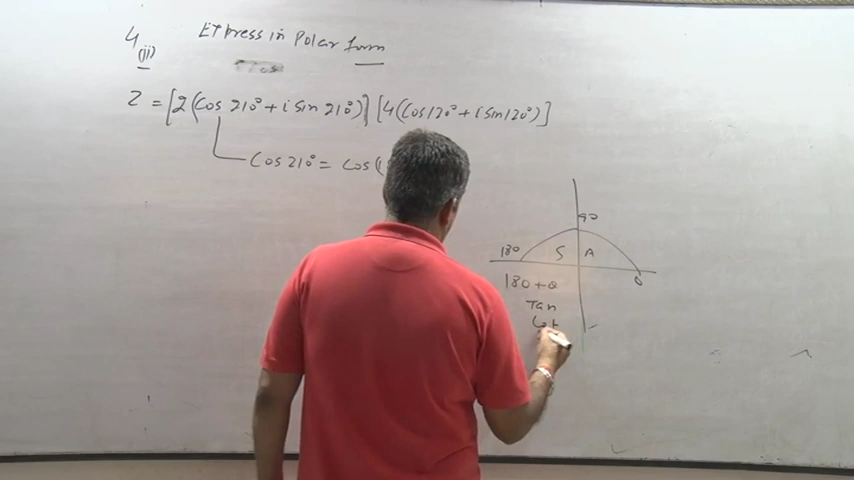 4 Express in Polar form
(ii)
Z = [2(Cos 210° + i Sin 210°)] [4(Cos 120° + i Sin 120°)]
Cos 210° = Cos (
90
180 S A
0
180 + θ
Tan
Cot